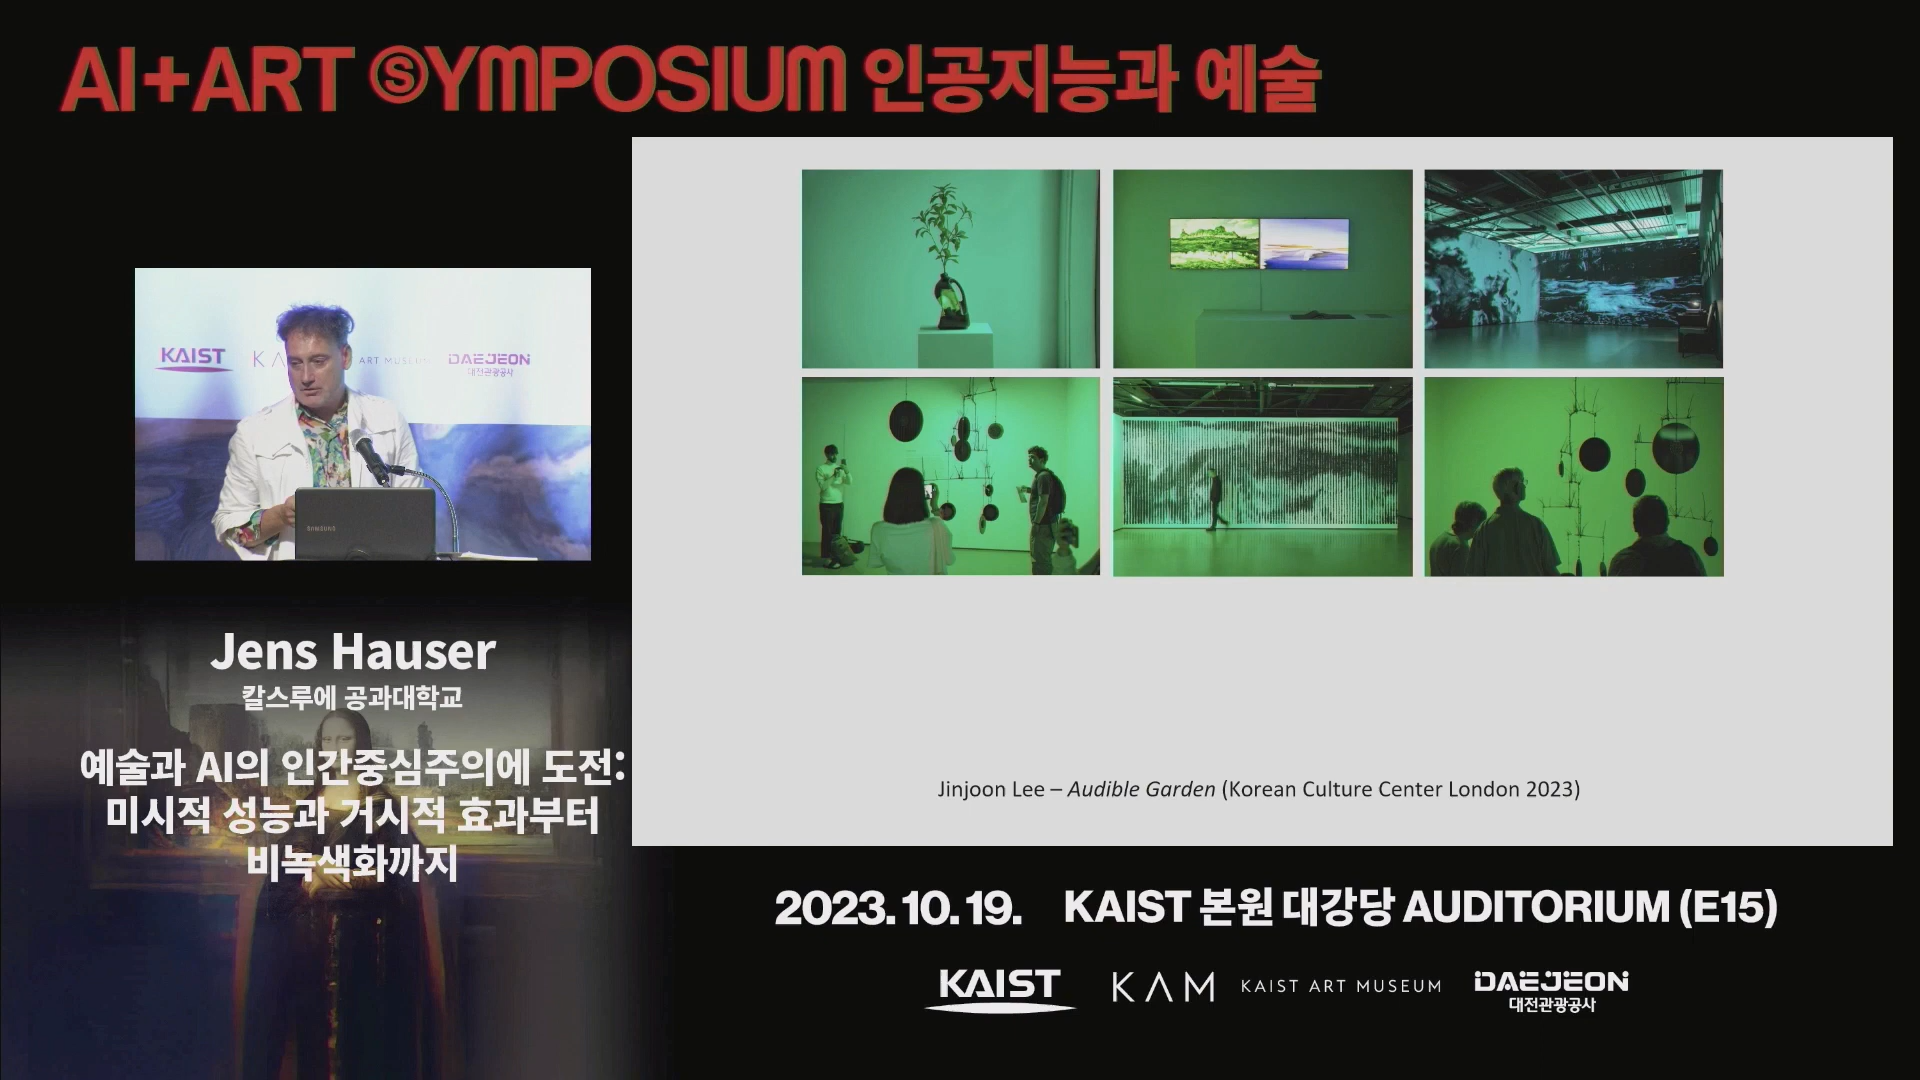 AI+ART SYMPOSIUM 인공지능과 예술
KAIST
KA
ART MUSEUM
DAEJEON
대전관광공사
SAMSUNG
Jens Hauser
칼스루에 공과대학교
예술과 AI의 인간중심주의에 도전:
미시적 성능과 거시적 효과부터
비녹색화까지
Jinjoon Lee – Audible Garden (Korean Culture Center London 2023)
2023. 10. 19. KAIST 본원 대강당 AUDITORIUM (E15)
KAIST
KAM KAIST ART MUSEUM
DAEJEON
대전관광공사